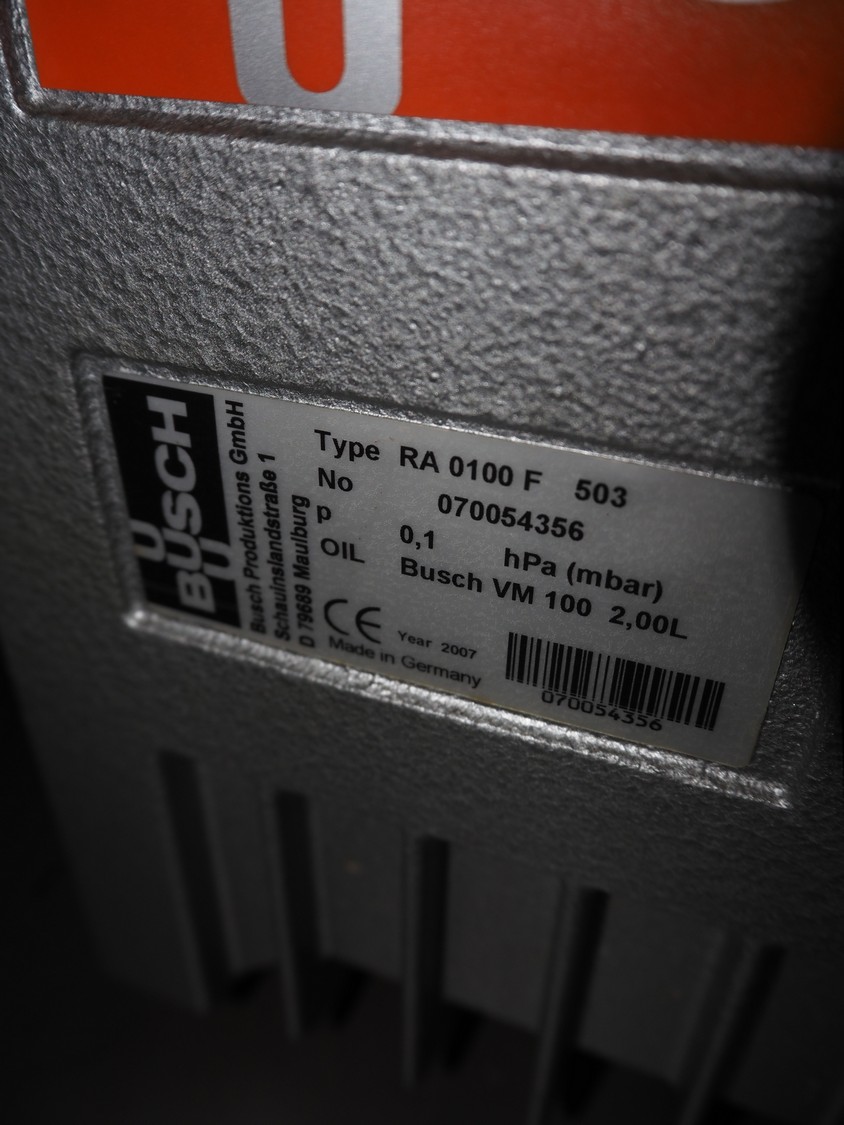 U
BUSCH
U
Busch Produktions GmbH
Schauinslandstraße 1
D 79689 Maulburg
Type RA 0100 F 503
No 070054356
p 0,1 hPa (mbar)
OIL Busch VM 100 2,00L
CE Year 2007
Made in Germany
070054356